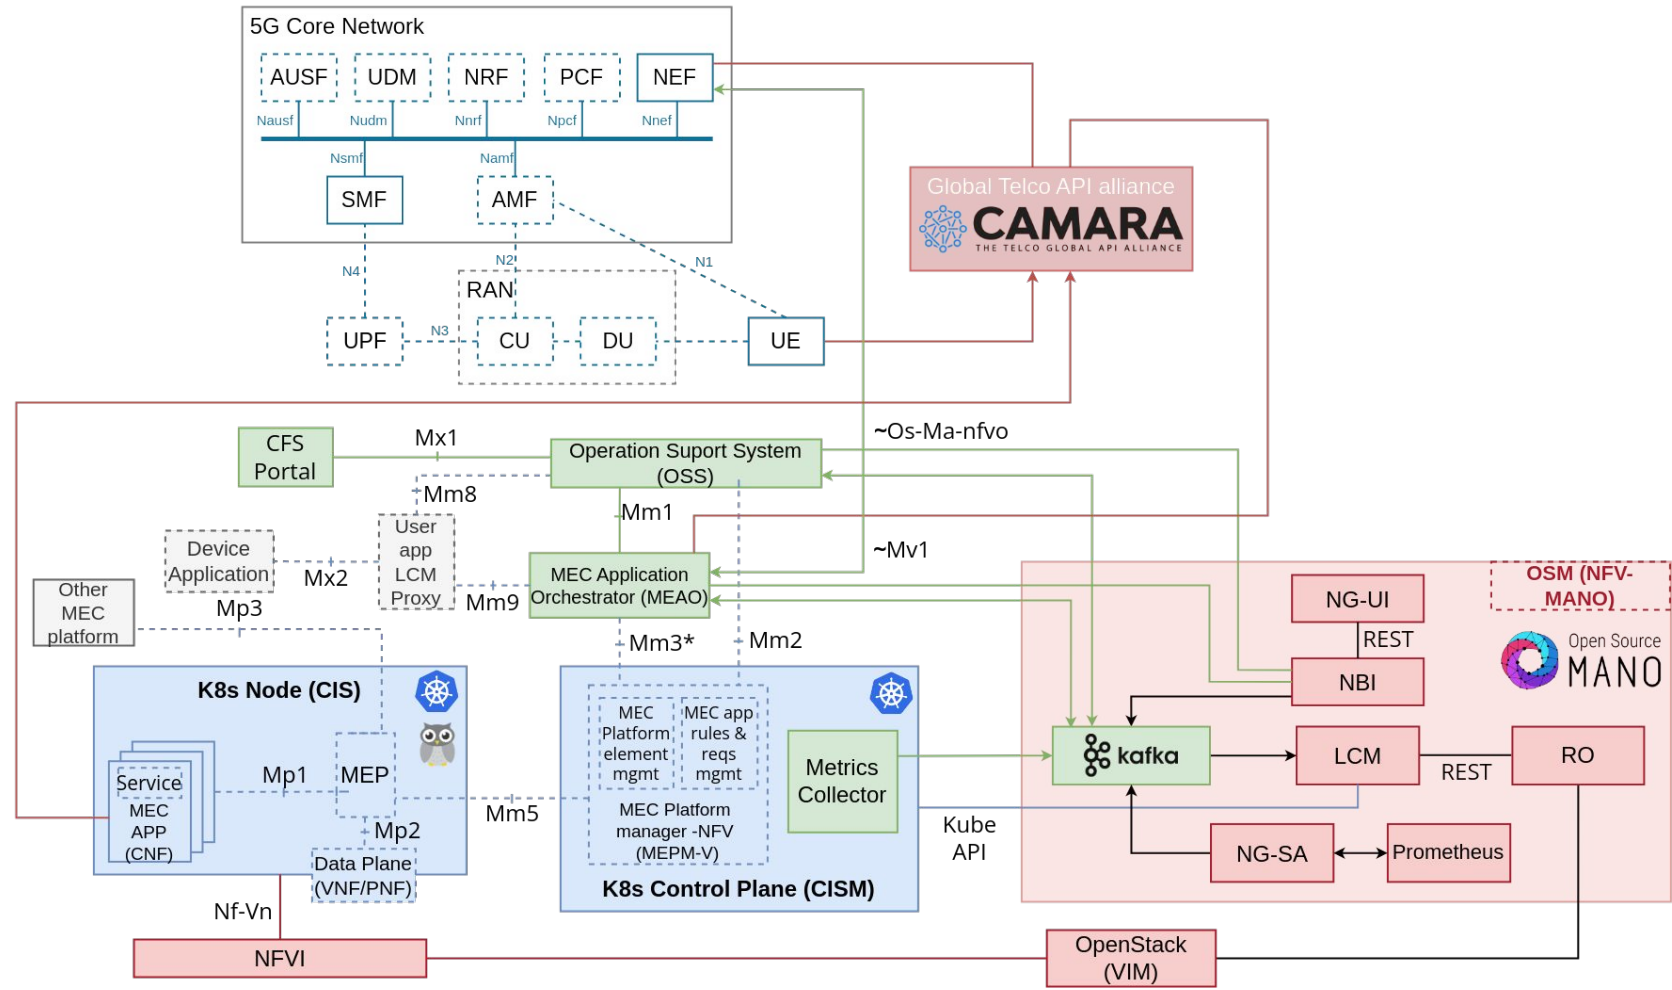 5G Core Network
AUSF
UDM
NRF
PCF
NEF
Nausf
Nudm
Nnrf
Npcf
Nnef
Nsmf
Namf
SMF
AMF
Global Telco API alliance
CAMARA
THE TELCO GLOBAL API ALLIANCE
N4
N2
N1
RAN
UPF
N3
CU
DU
UE
CFS
Portal
Mx1
Operation Suport System
(OSS)
~Os-Ma-nfvo
Mm8
Mm1
User
app
LCM
Proxy
Device
Application
Mx2
Mm9
MEC Application
Orchestrator (MEAO)
~Mv1
Other
MEC
platform
Mp3
Mm3*
Mm2
OSM (NFV-
MANO)
NG-UI
REST
Open Source
MANO
NBI
K8s Node (CIS)
MEC
Platform
element
mgmt
MEC app
rules &
reqs
mgmt
Metrics
Collector
kafka
LCM
REST
RO
Service
MEC
APP
(CNF)
Mp1
MEP
Mp2
Mm5
MEC Platform
manager -NFV
(MEPM-V)
Kube
API
NG-SA
Prometheus
Data Plane
(VNF/PNF)
K8s Control Plane (CISM)
Nf-Vn
NFVI
OpenStack
(VIM)